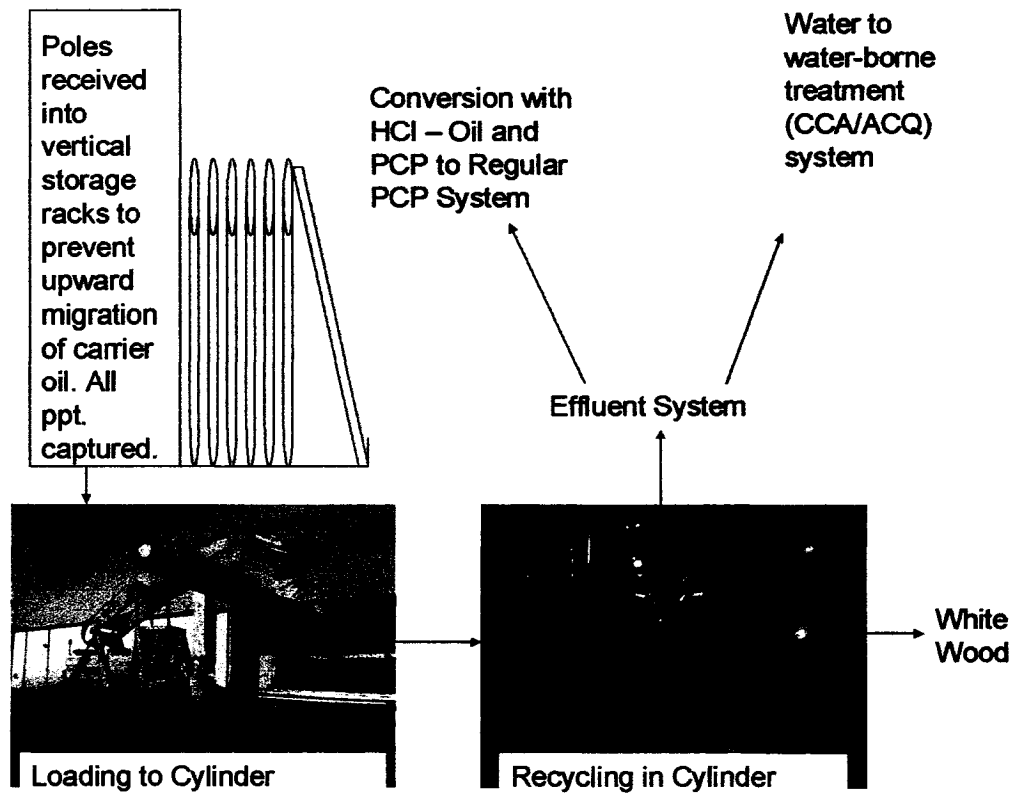 Poles
received
into
vertical
storage
racks to
prevent
upward
migration
of carrier
oil. All
ppt.
captured.
Conversion with
HCl – Oil and
PCP to Regular
PCP System
Water to
water-borne
treatment
(CCA/ACQ)
system
Effluent System
Loading to Cylinder
Recycling in Cylinder
White
Wood